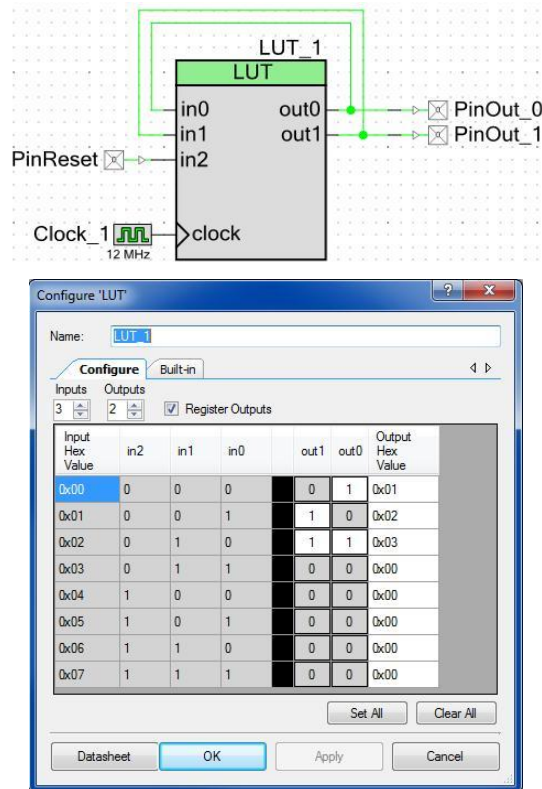 LUT_1
LUT
in0 out0 PinOut_0
in1 out1 PinOut_1
PinReset in2
Clock_1 clock
12 MHz
Configure 'LUT'
Name: LUT_1
Configure Built-in
Inputs Outputs
3 2 Register Outputs
Input Hex Value in2 in1 in0 out1 out0 Output Hex Value
0x00 0 0 0 0 1 0x01
0x01 0 0 1 1 0 0x02
0x02 0 1 0 1 1 0x03
0x03 0 1 1 0 0 0x00
0x04 1 0 0 0 0 0x00
0x05 1 0 1 0 0 0x00
0x06 1 1 0 0 0 0x00
0x07 1 1 1 0 0 0x00
Set All Clear All
Datasheet OK Apply Cancel